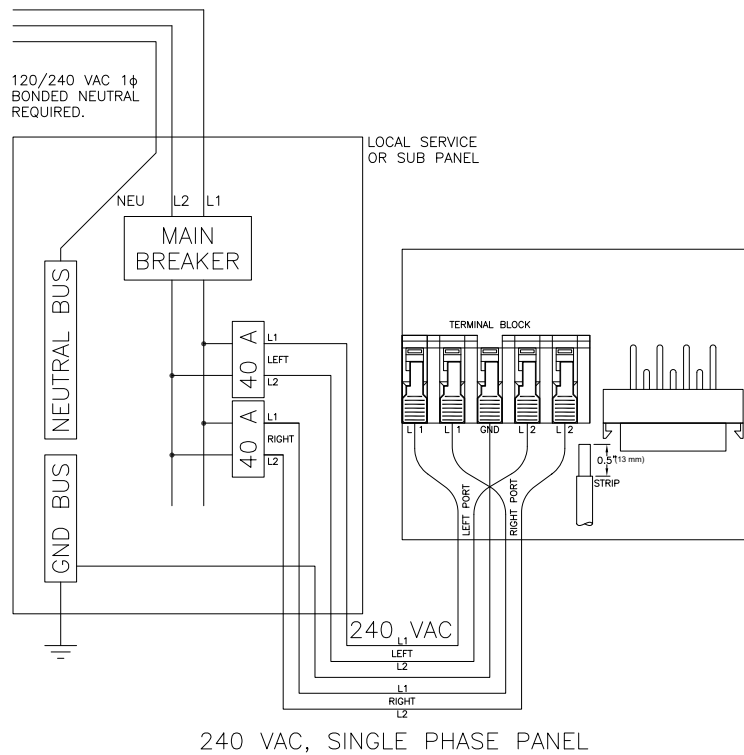 120/240 VAC 1ϕ
BONDED NEUTRAL
REQUIRED.
LOCAL SERVICE
OR SUB PANEL
NEU L2 L1
MAIN
BREAKER
NEUTRAL BUS
GND BUS
40 A
L1
LEFT
L2
40 A
L1
RIGHT
L2
TERMINAL BLOCK
L 1 L 1 GND L 2 L 2
LEFT PORT
RIGHT PORT
0.5"(13 mm)
STRIP
240 VAC
L1
LEFT
L2
L1
RIGHT
L2
240 VAC, SINGLE PHASE PANEL